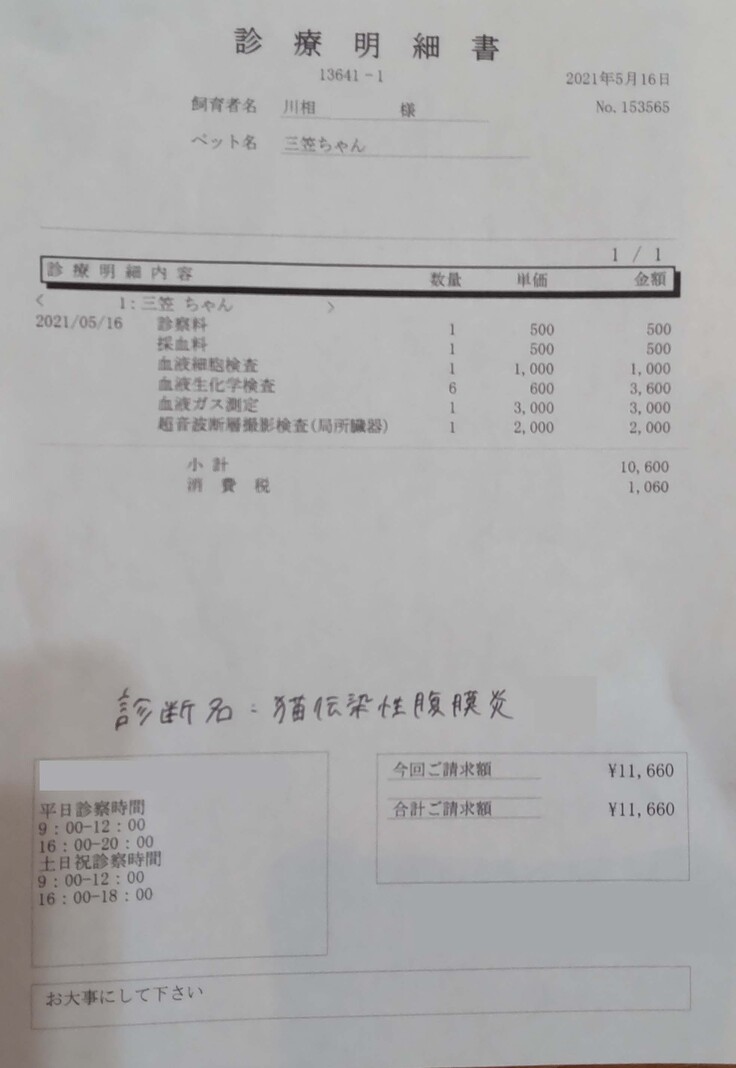 診療明細書
13641-1
2021年5月16日
飼育者名 川相 様
No. 153565
ペット名 三笠ちゃん
1 / 1
診療明細内容 数量 単価 金額
< 1:三笠 ちゃん >
2021/05/16 診察料 1 500 500
採血料 1 500 500
血液細胞検査 1 1,000 1,000
血液生化学検査 6 600 3,600
血液ガス測定 1 3,000 3,000
超音波断層撮影検査(局所臓器) 1 2,000 2,000
小計 10,600
消費税 1,060
診断名:猫伝染性腹膜炎
平日診察時間
9:00-12:00
16:00-20:00
土日祝診察時間
9:00-12:00
16:00-18:00
今回ご請求額 ¥11,660
合計ご請求額 ¥11,660
お大事にして下さい